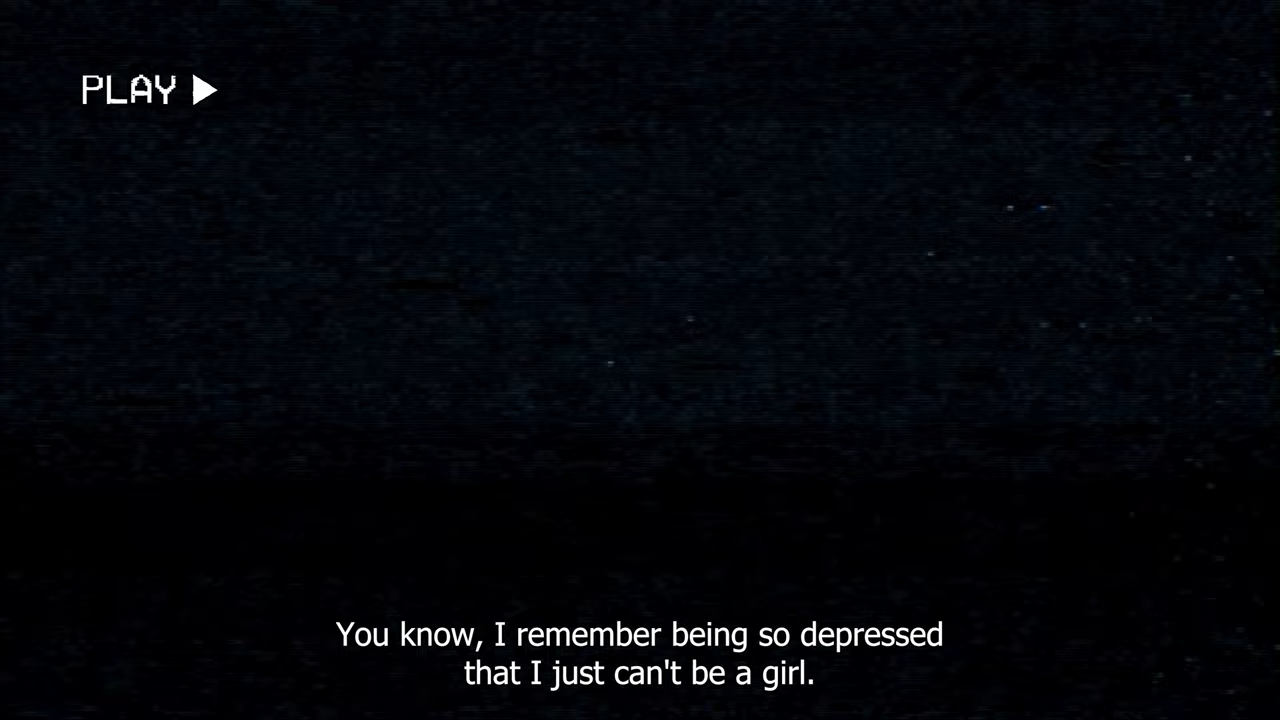 PLAY
You know, I remember being so depressed
that I just can't be a girl.